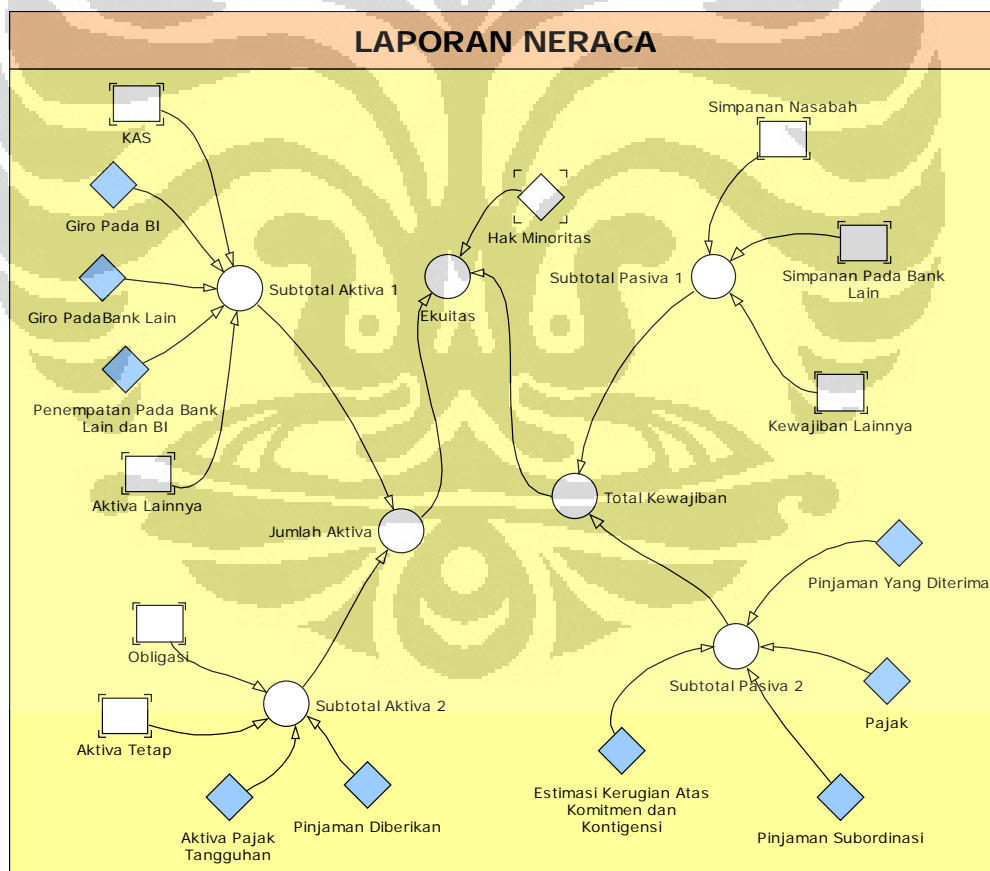 LAPORAN NERACA
KAS
Giro Pada BI
Giro PadaBank Lain
Penempatan Pada Bank
Lain dan BI
Aktiva Lainnya
Subtotal Aktiva 1
Jumlah Aktiva
Hak Minoritas
Ekuitas
Simpanan Nasabah
Subtotal Pasiva 1
Simpanan Pada Bank
Lain
Kewajiban Lainnya
Total Kewajiban
Obligasi
Aktiva Tetap
Subtotal Aktiva 2
Aktiva Pajak
Tangguhan
Pinjaman Diberikan
Pinjaman Yang Diterima
Subtotal Pasiva 2
Pajak
Estimasi Kerugian Atas
Komitmen dan
Kontigensi
Pinjaman Subordinasi